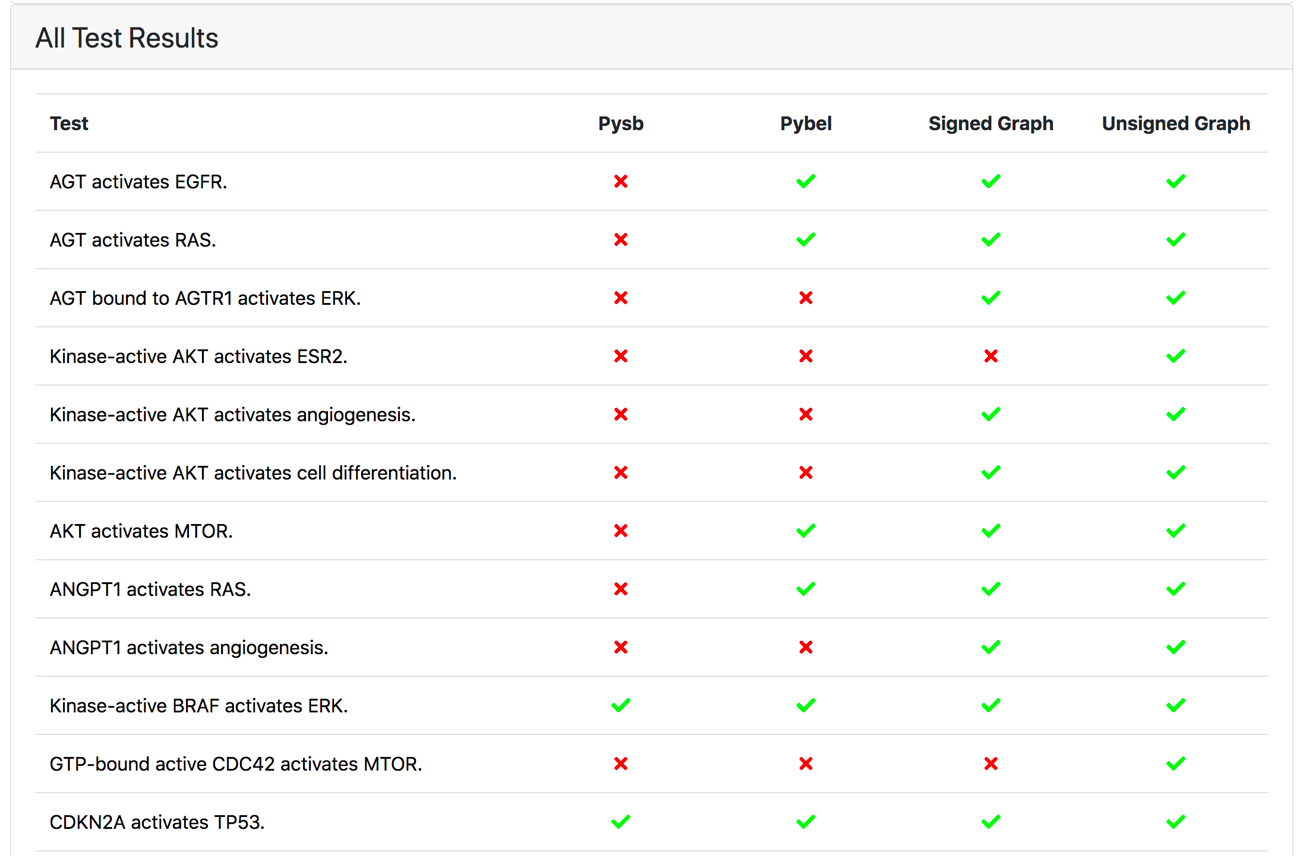 All Test Results
Test Pysb Pybel Signed Graph Unsigned Graph
AGT activates EGFR.
AGT activates RAS.
AGT bound to AGTR1 activates ERK.
Kinase-active AKT activates ESR2.
Kinase-active AKT activates angiogenesis.
Kinase-active AKT activates cell differentiation.
AKT activates MTOR.
ANGPT1 activates RAS.
ANGPT1 activates angiogenesis.
Kinase-active BRAF activates ERK.
GTP-bound active CDC42 activates MTOR.
CDKN2A activates TP53.